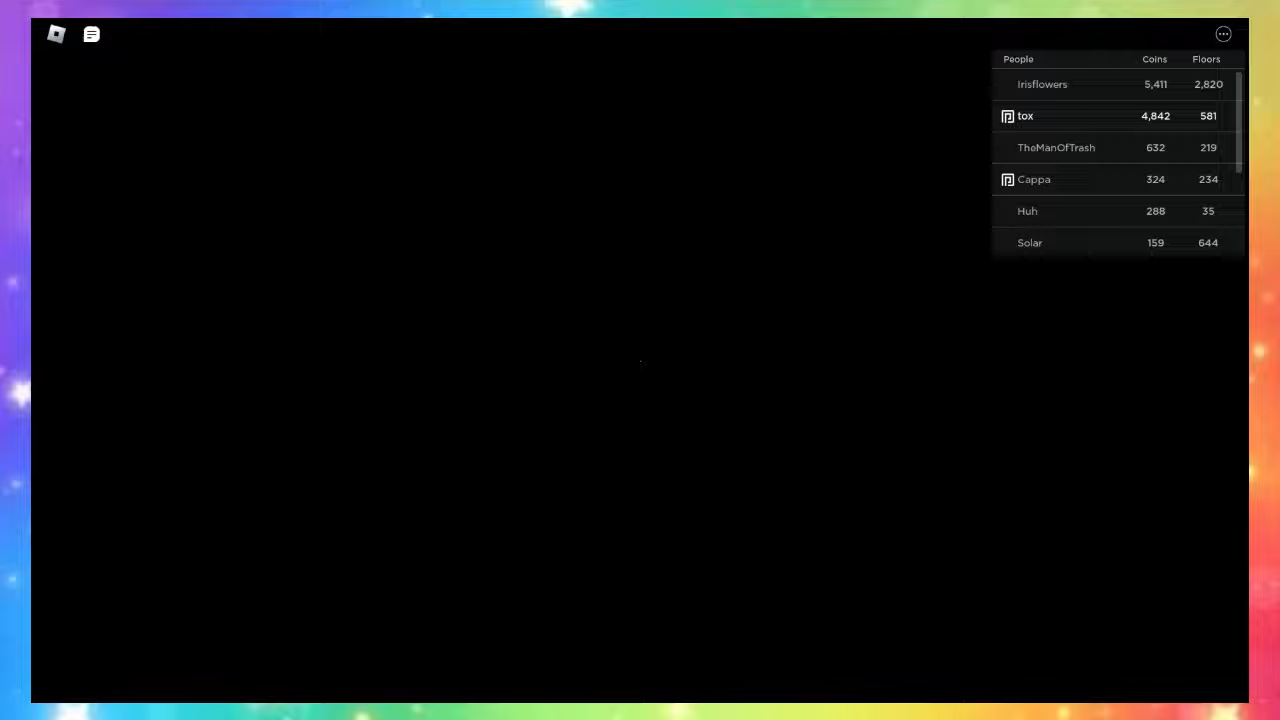 People Coins Floors
Irisflowers 5,411 2,820
tox 4,842 581
TheManOfTrash 632 219
Cappa 324 234
Huh 288 35
Solar 159 644